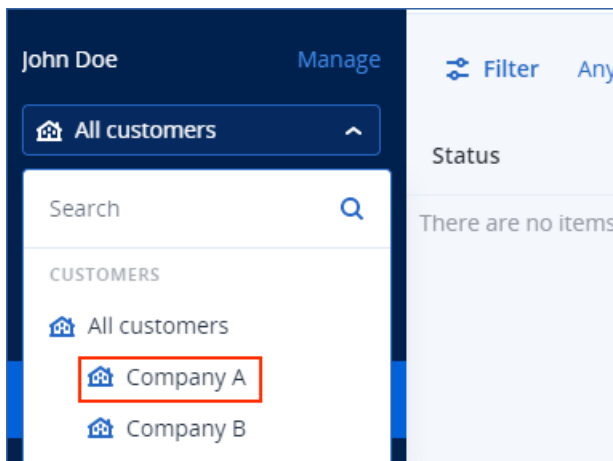 John Doe
Manage
All customers
Search
CUSTOMERS
All customers
Company A
Company B
Filter
Any
Status
There are no items